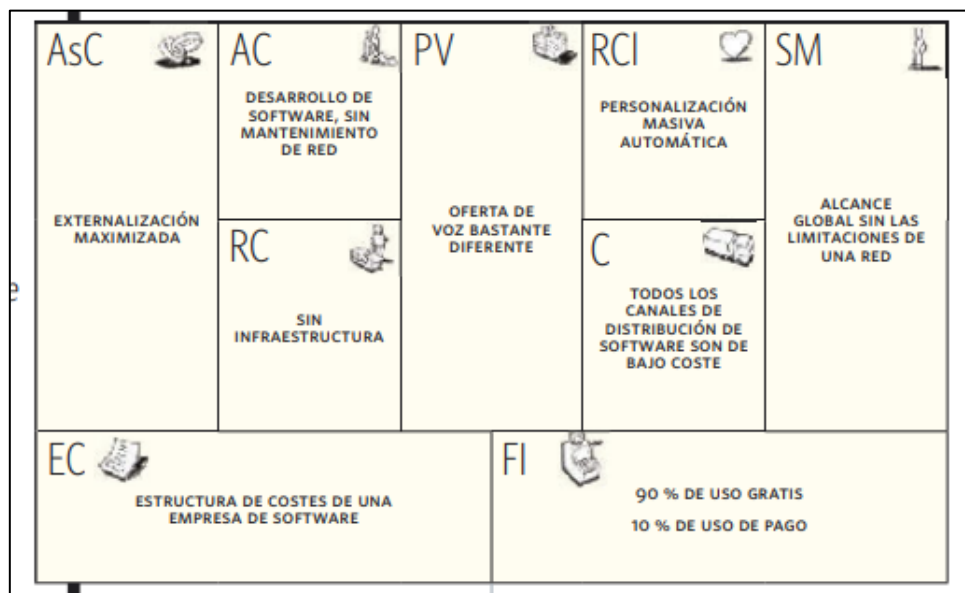 AsC
EXTERNALIZACIÓN
MAXIMIZADA
AC
DESARROLLO DE
SOFTWARE, SIN
MANTENIMIENTO
DE RED
RC
SIN
INFRAESTRUCTURA
PV
OFERTA DE
VOZ BASTANTE
DIFERENTE
RCl
PERSONALIZACIÓN
MASIVA
AUTOMÁTICA
C
TODOS LOS
CANALES DE
DISTRIBUCIÓN DE
SOFTWARE SON DE
BAJO COSTE
SM
ALCANCE
GLOBAL SIN LAS
LIMITACIONES DE
UNA RED
EC
ESTRUCTURA DE COSTES DE UNA
EMPRESA DE SOFTWARE
FI
90 % DE USO GRATIS
10 % DE USO DE PAGO